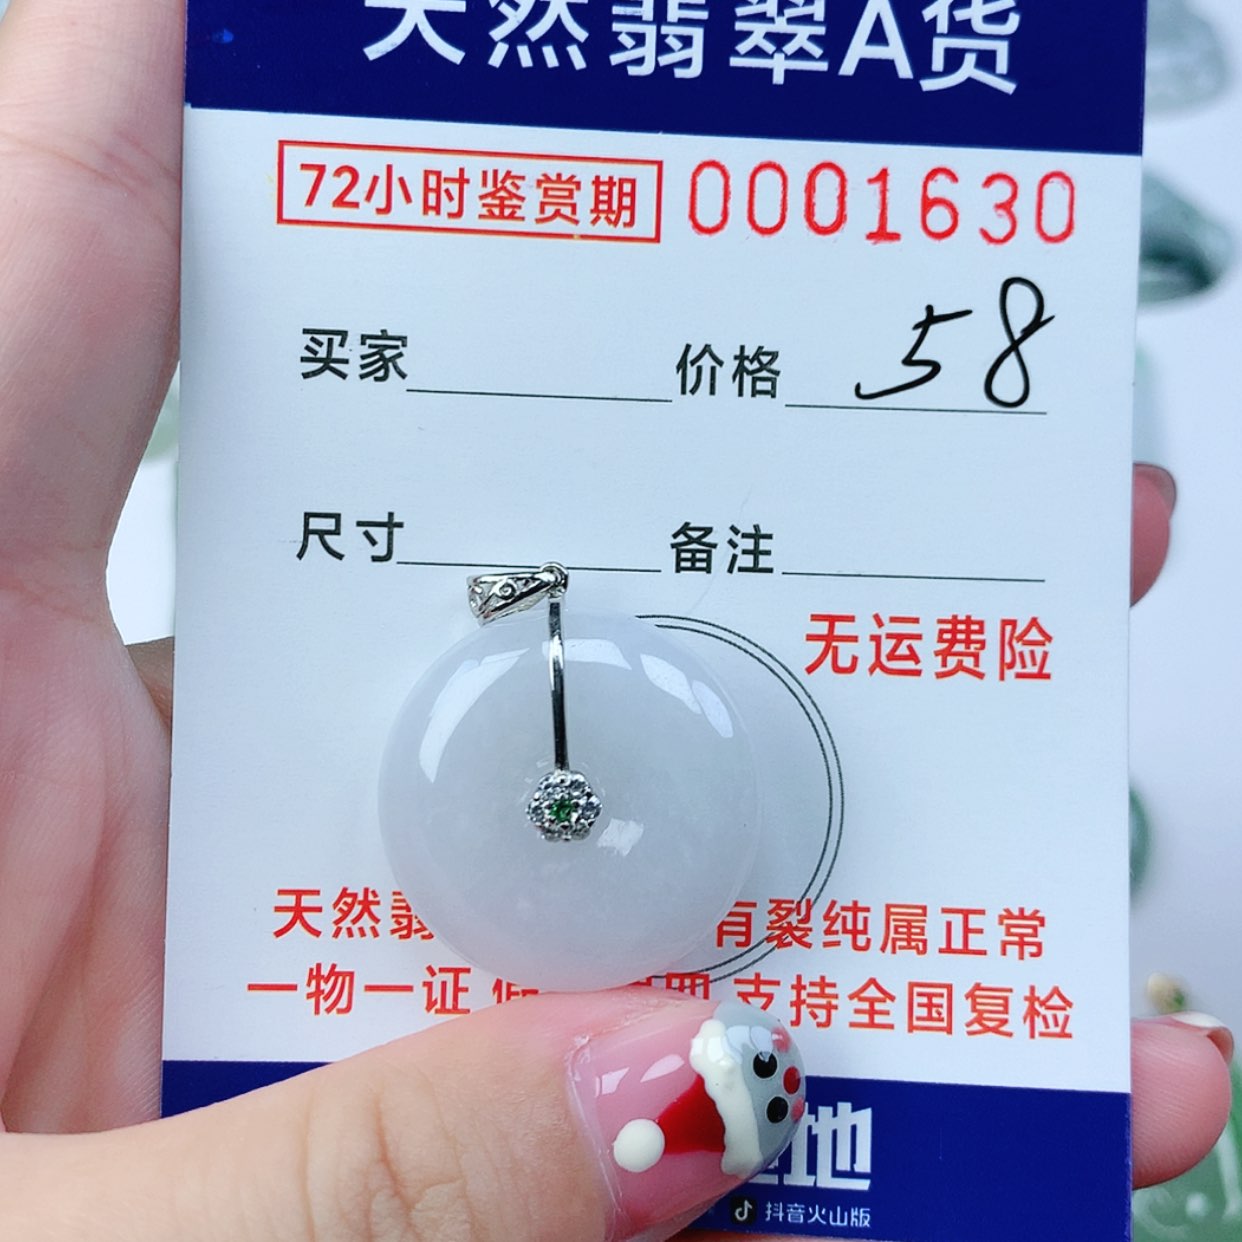 天然翡翠A货
72小时鉴赏期 0001630
买家 价格 58
尺寸 备注
无运费险
天然翡 有裂纯属正常
一物一证 支持全国复检
地
抖音火山版